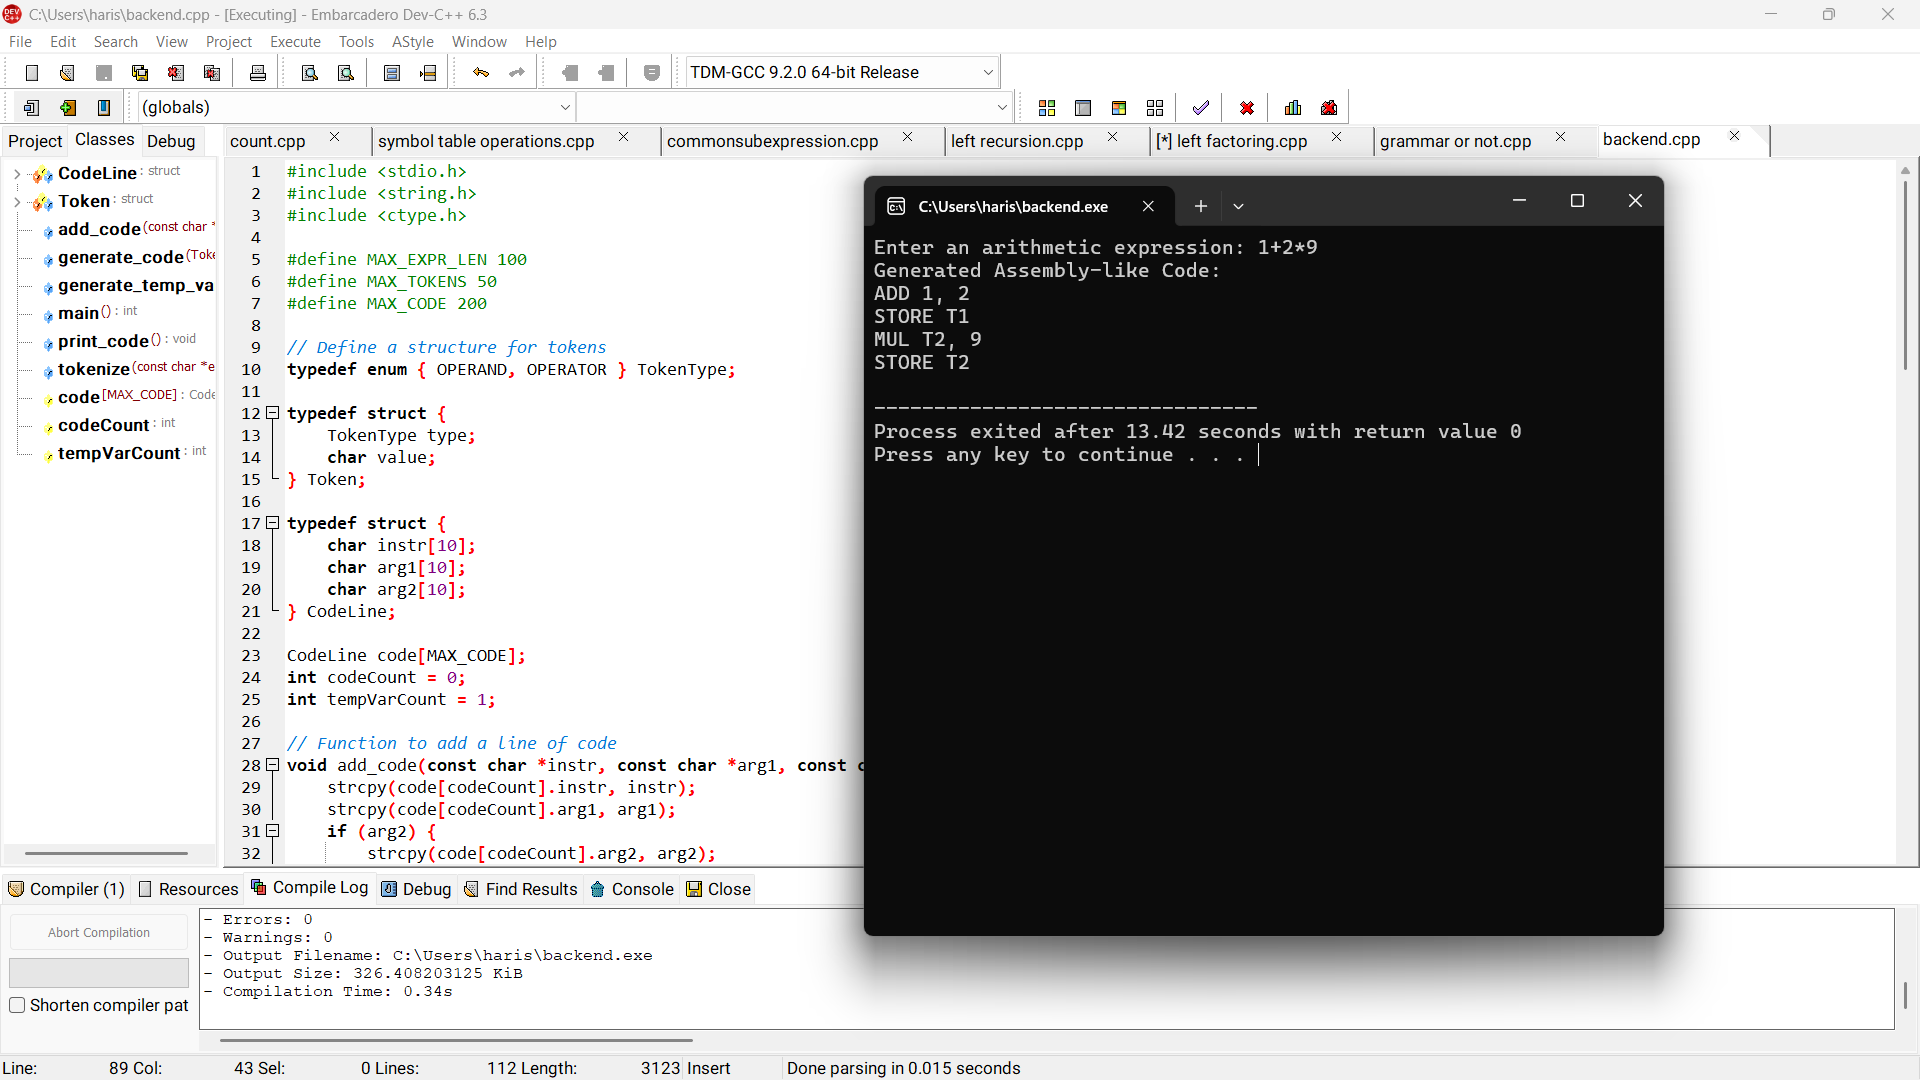 C:\Users\haris\backend.cpp - [Executing] - Embarcadero Dev-C++ 6.3
File Edit Search View Project Execute Tools AStyle Window Help
TDM-GCC 9.2.0 64-bit Release
(globals)
Project Classes Debug
count.cpp symbol table operations.cpp commonsubexpression.cpp left recursion.cpp [*] left factoring.cpp grammar or not.cpp backend.cpp
CodeLine : struct
Token : struct
add_code (const char *
generate_code (Toke
generate_temp_va
main () : int
print_code () : void
tokenize (const char *e
code [MAX_CODE] : Code
codeCount : int
tempVarCount : int
1 #include <stdio.h>
2 #include <string.h>
3 #include <ctype.h>
4
5 #define MAX_EXPR_LEN 100
6 #define MAX_TOKENS 50
7 #define MAX_CODE 200
8
9 // Define a structure for tokens
10 typedef enum { OPERAND, OPERATOR } TokenType;
11
12 typedef struct {
13 TokenType type;
14 char value;
15 } Token;
16
17 typedef struct {
18 char instr[10];
19 char arg1[10];
20 char arg2[10];
21 } CodeLine;
22
23 CodeLine code[MAX_CODE];
24 int codeCount = 0;
25 int tempVarCount = 1;
26
27 // Function to add a line of code
28 void add_code(const char *instr, const char *arg1, const c
29 strcpy(code[codeCount].instr, instr);
30 strcpy(code[codeCount].arg1, arg1);
31 if (arg2) {
32 strcpy(code[codeCount].arg2, arg2);
C:\Users\haris\backend.exe
Enter an arithmetic expression: 1+2*9
Generated Assembly-like Code:
ADD 1, 2
STORE T1
MUL T2, 9
STORE T2
--------------------------------
Process exited after 13.42 seconds with return value 0
Press any key to continue . . .
Compiler (1) Resources Compile Log Debug Find Results Console Close
Abort Compilation
Shorten compiler pat
- Errors: 0
- Warnings: 0
- Output Filename: C:\Users\haris\backend.exe
- Output Size: 326.408203125 KiB
- Compilation Time: 0.34s
Line: 89 Col: 43 Sel: 0 Lines: 112 Length: 3123 Insert Done parsing in 0.015 seconds